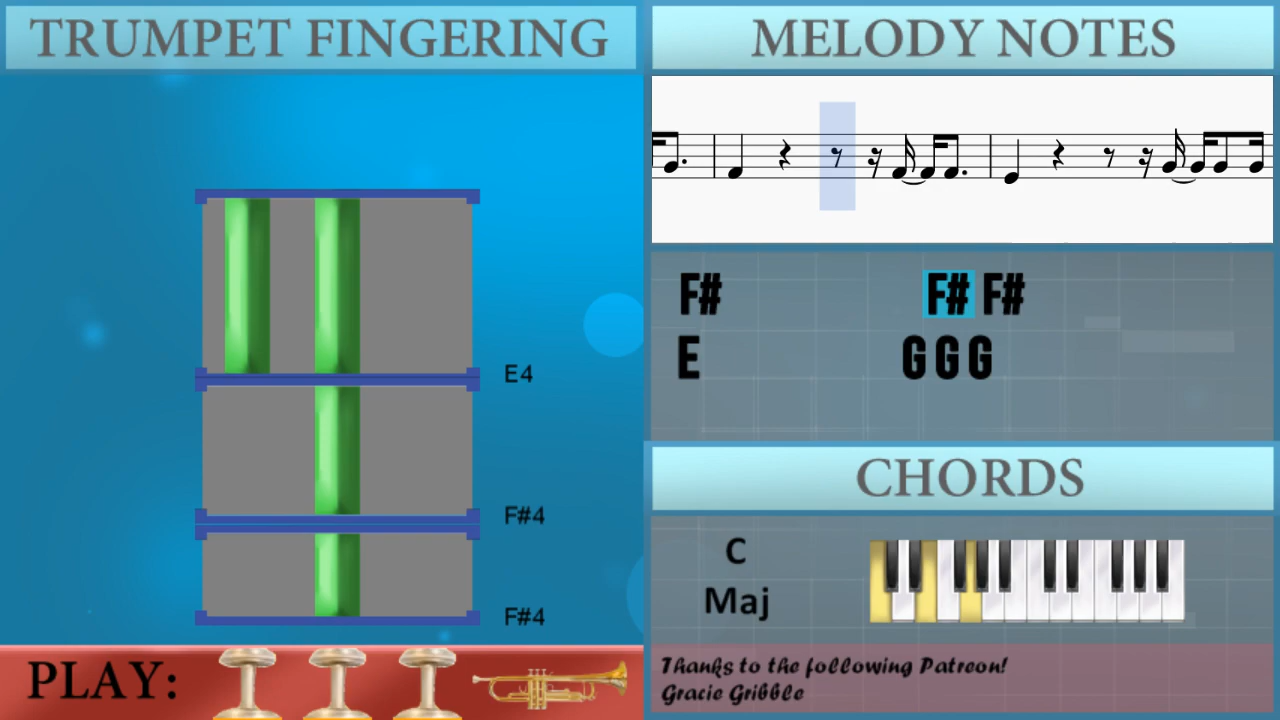 TRUMPET FINGERING
E4
F#4
F#4
PLAY:
MELODY NOTES
F# F# F#
E G G G
CHORDS
C
Maj
Thanks to the following Patreon!
Gracie Gribble